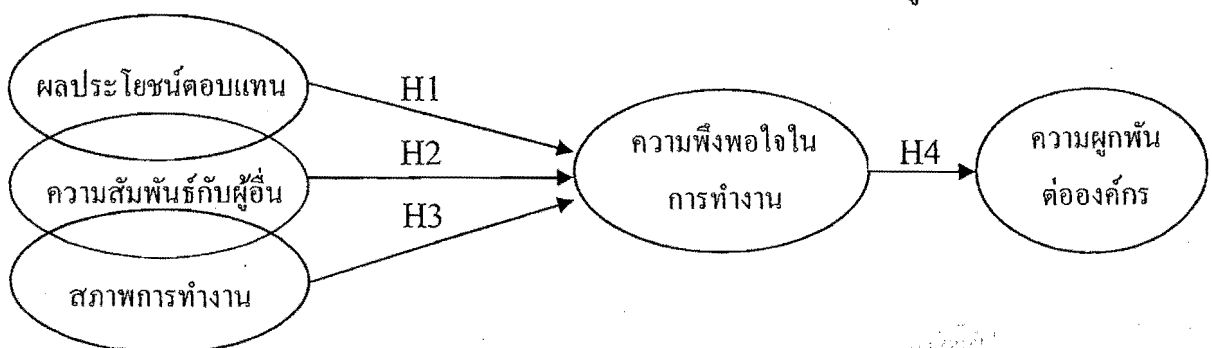 ผลประโยชน์ตอบแทน
H1
ความสัมพันธ์กับผู้อื่น
H2
สภาพการทำงาน
H3
ความพึงพอใจใน
การทำงาน
H4
ความผูกพัน
ต่อองค์กร